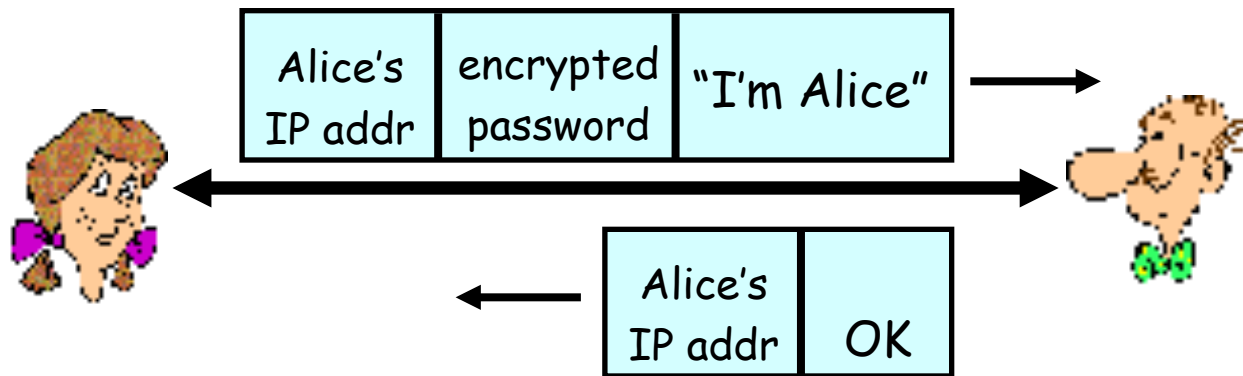 Alice's
IP addr
encrypted
password
“I'm Alice”
Alice's
IP addr
OK